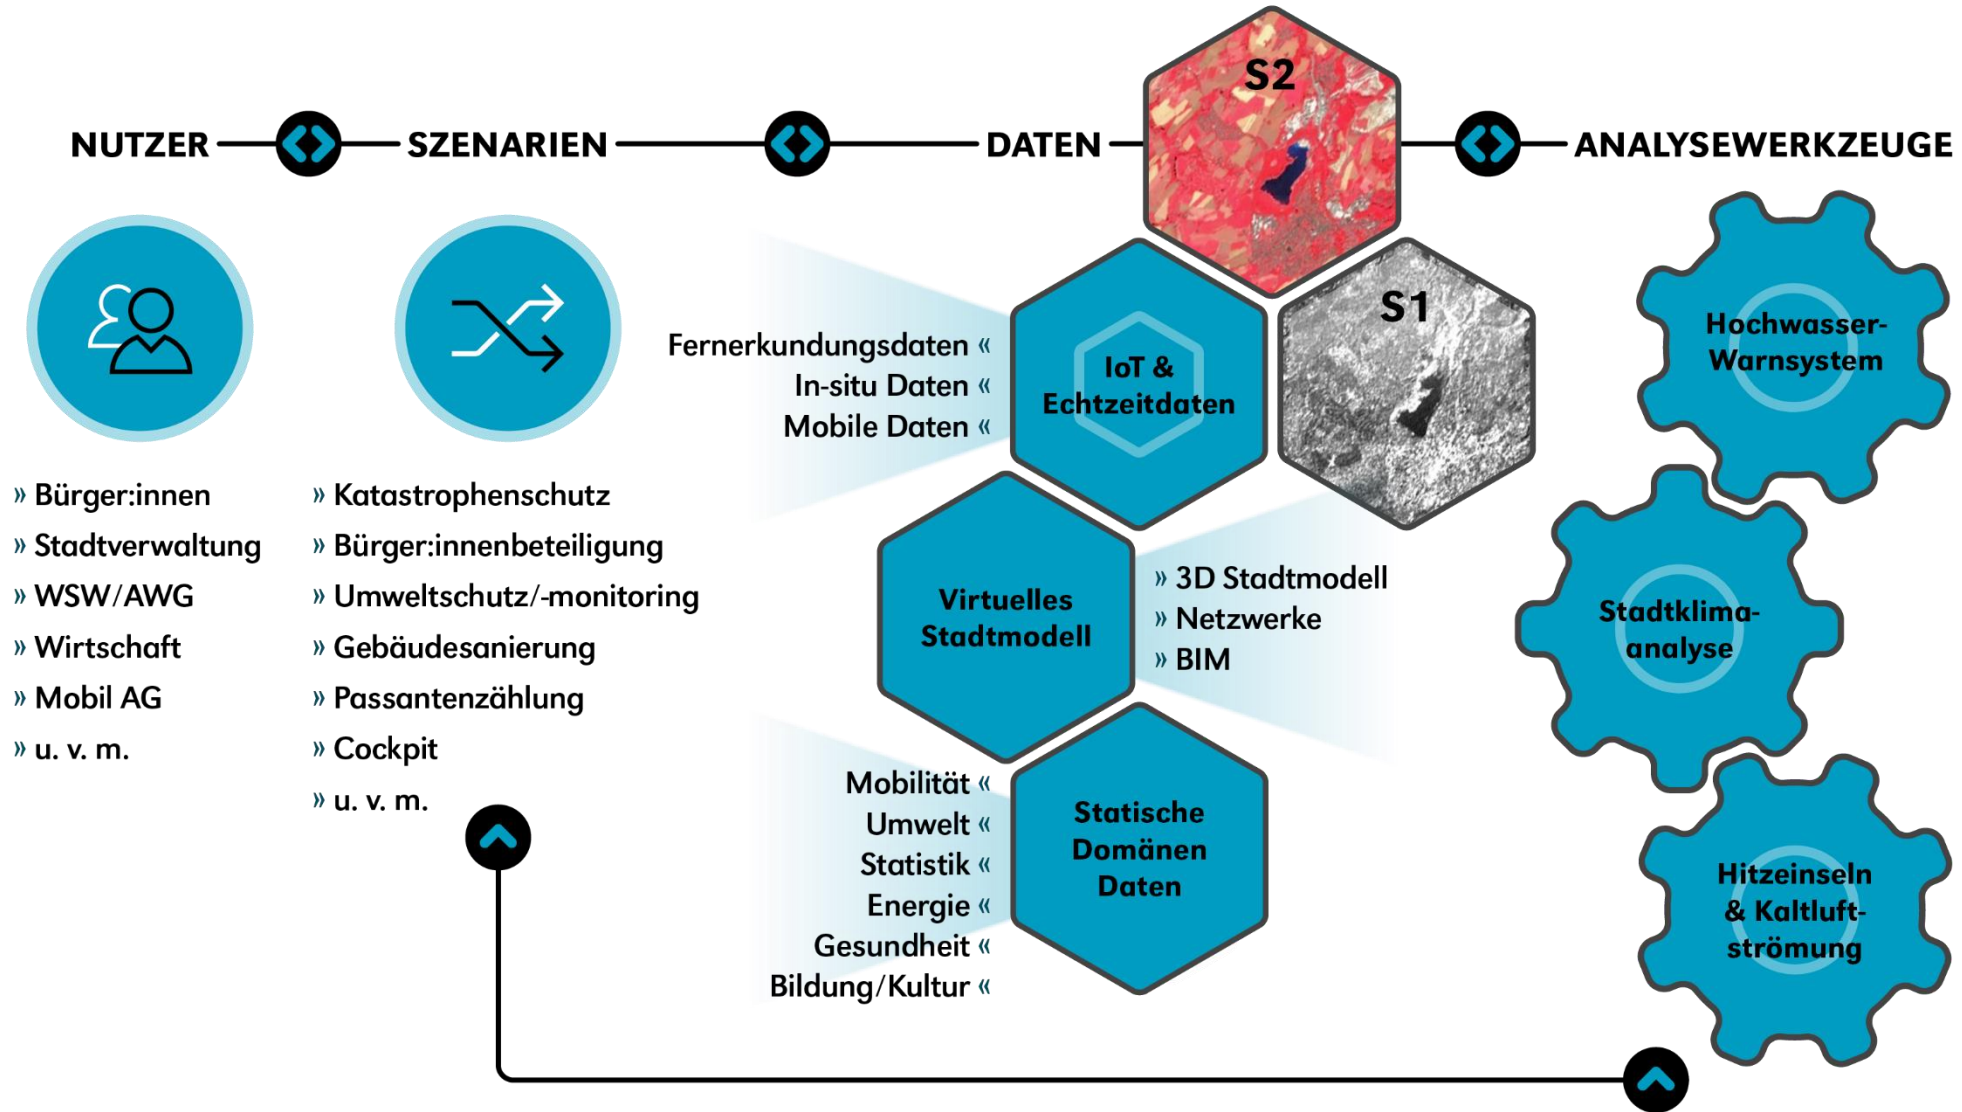 NUTZER
SZENARIEN
DATEN
ANALYSEWERKZEUGE
» Bürger:innen
» Stadtverwaltung
» WSW/AWG
» Wirtschaft
» Mobil AG
» u. v. m.
» Katastrophenschutz
» Bürger:innenbeteiligung
» Umweltschutz/-monitoring
» Gebäudesanierung
» Passantenzählung
» Cockpit
» u. v. m.
S2
S1
Fernerkundungsdaten «
In-situ Daten «
Mobile Daten «
IoT &
Echtzeitdaten
Virtuelles
Stadtmodell
» 3D Stadtmodell
» Netzwerke
» BIM
Mobilität «
Umwelt «
Statistik «
Energie «
Gesundheit «
Bildung/Kultur «
Statische
Domänen
Daten
Hochwasser-
Warnsystem
Stadtklima-
analyse
Hitzeinseln
& Kaltluft-
strömung